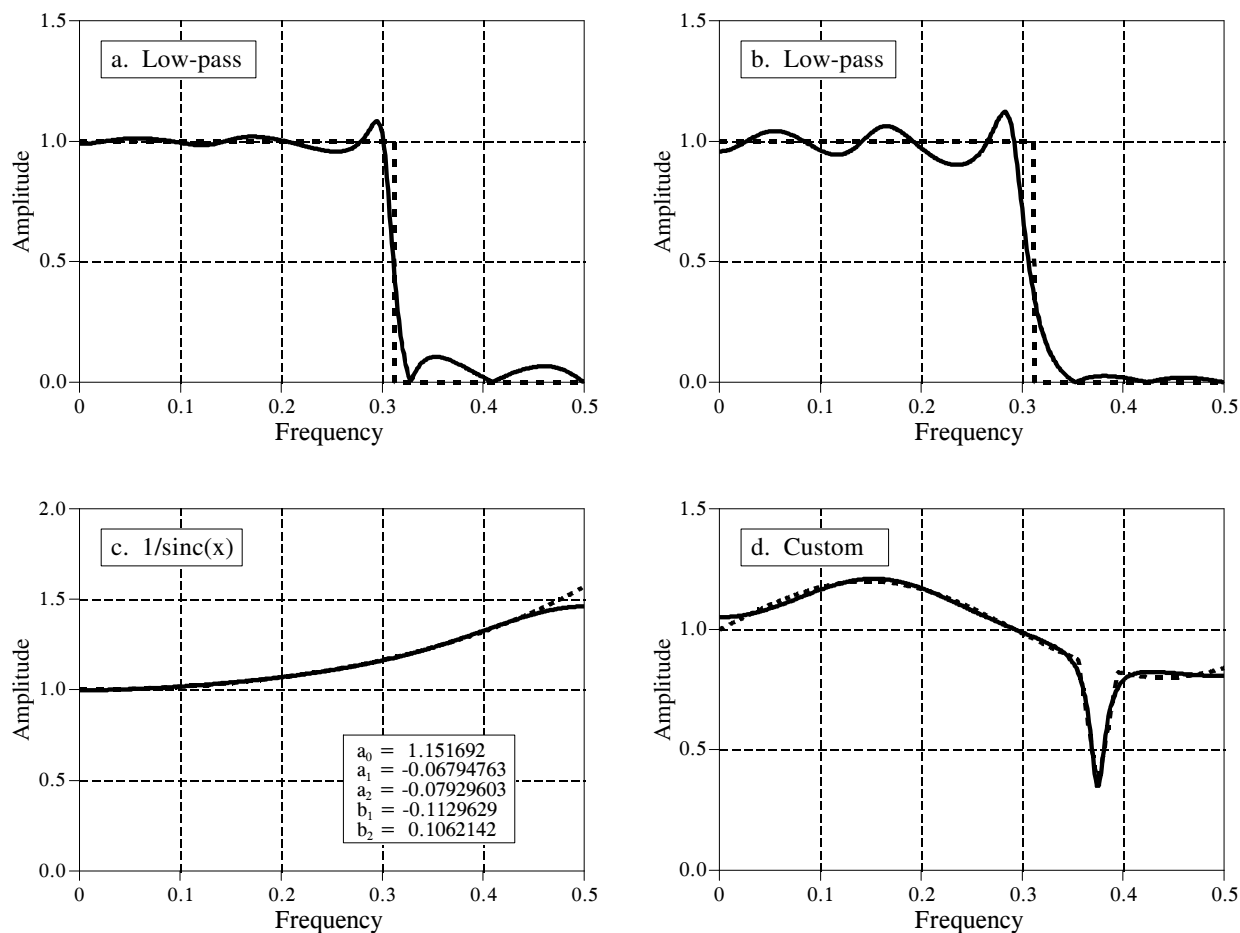 1.5
a. Low-pass
1.0
0.5
0.0
0
0.1
0.2
0.3
0.4
0.5
Amplitude
Frequency
1.5
b. Low-pass
1.0
0.5
0.0
0
0.1
0.2
0.3
0.4
0.5
Amplitude
Frequency
2.0
c. 1/sinc(x)
1.5
1.0
0.5
0.0
a₀ = 1.151692
a₁ = -0.06794763
a₂ = -0.07929603
b₁ = -0.1129629
b₂ = 0.1062142
0
0.1
0.2
0.3
0.4
0.5
Amplitude
Frequency
1.5
d. Custom
1.0
0.5
0.0
0
0.1
0.2
0.3
0.4
0.5
Amplitude
Frequency